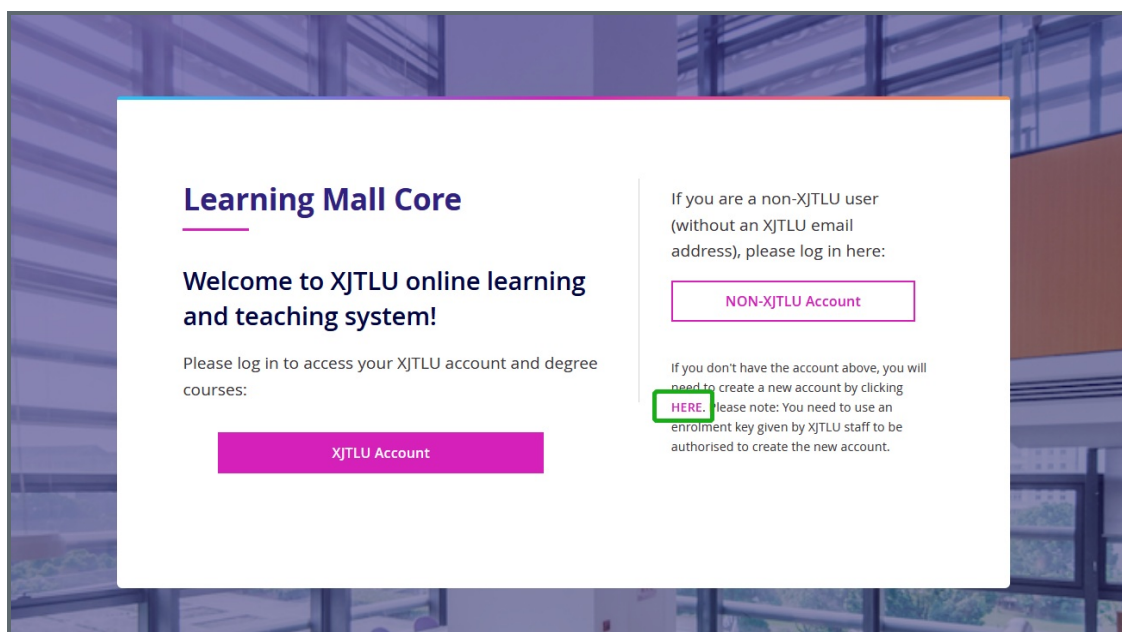 Learning Mall Core
Welcome to XJTLU online learning
and teaching system!
Please log in to access your XJTLU account and degree
courses:
XJTLU Account
If you are a non-XJTLU user
(without an XJTLU email
address), please log in here:
NON-XJTLU Account
If you don't have the account above, you will
need to create a new account by clicking
HERE. Please note: You need to use an
enrolment key given by XJTLU staff to be
authorised to create the new account.